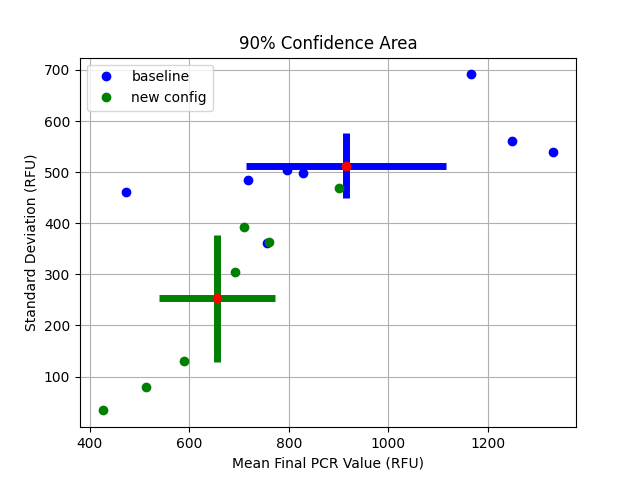 90% Confidence Area
baseline
new config
700
600
500
400
300
200
100
Standard Deviation (RFU)
400
600
800
1000
1200
Mean Final PCR Value (RFU)